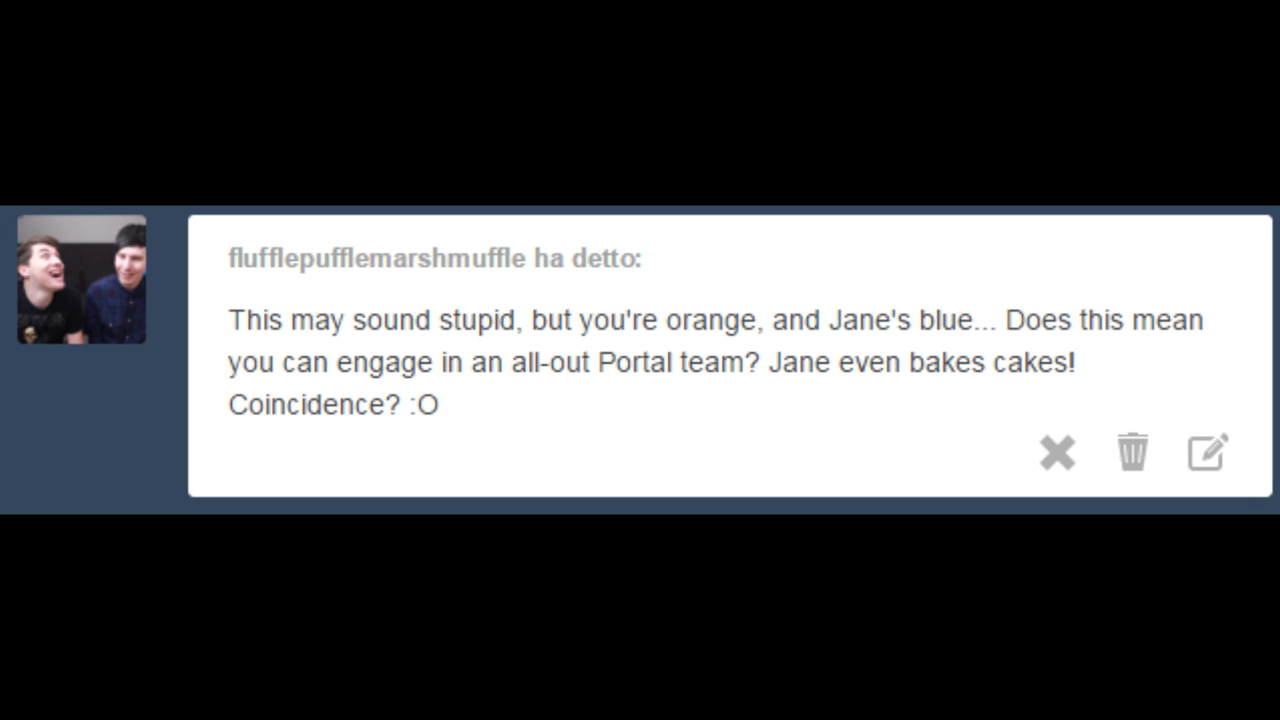 flufflepufflemarshmuffle ha detto:
This may sound stupid, but you're orange, and Jane's blue... Does this mean
you can engage in an all-out Portal team? Jane even bakes cakes!
Coincidence? :O